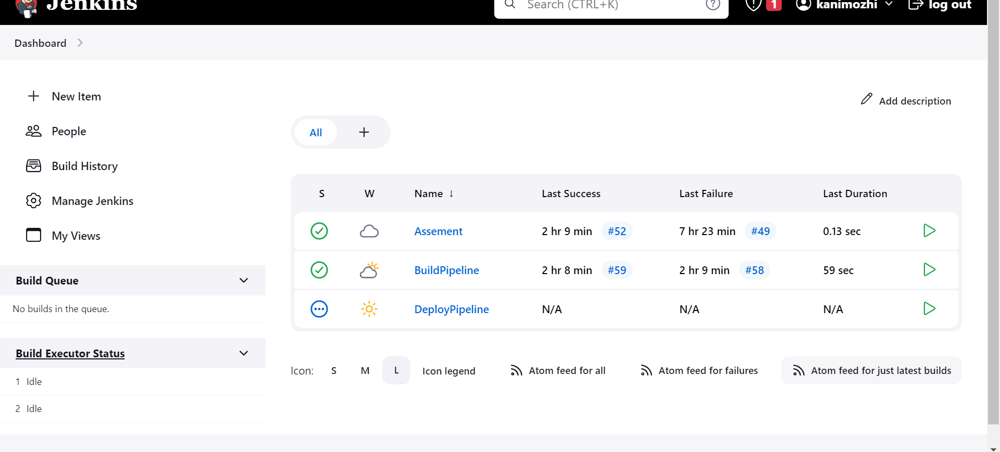 Jenkins
Search (CTRL+K)
1
kanimozhi
log out
Dashboard
New Item
People
Build History
Manage Jenkins
My Views
Build Queue
No builds in the queue.
Build Executor Status
1 Idle
2 Idle
Add description
All
S W Name ↓ Last Success Last Failure Last Duration
Assement 2 hr 9 min #52 7 hr 23 min #49 0.13 sec
BuildPipeline 2 hr 8 min #59 2 hr 9 min #58 59 sec
DeployPipeline N/A N/A N/A
Icon: S M L Icon legend Atom feed for all Atom feed for failures Atom feed for just latest builds